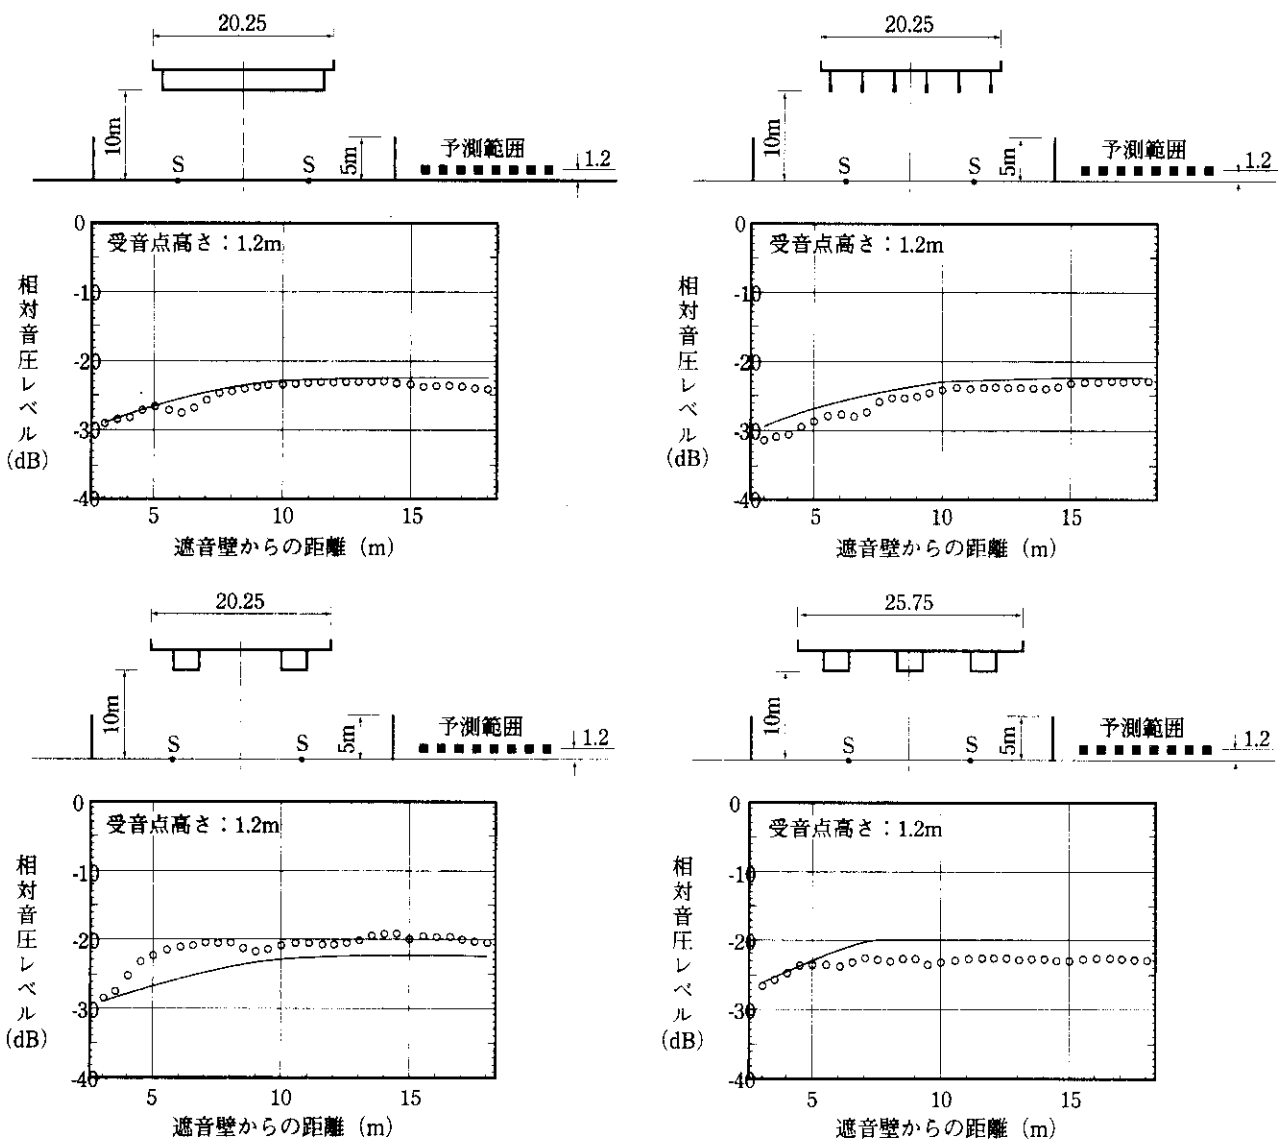 20.25
10m
S
S
5m
予測範囲
1.2
受音点高さ：1.2m
0
-10
-20
-30
-40
相対音圧レベル
(dB)
5
10
15
遮音壁からの距離 (m)
20.25
10m
S
S
5m
予測範囲
1.2
受音点高さ：1.2m
0
-10
-20
-30
-40
相対音圧レベル
(dB)
5
10
15
遮音壁からの距離 (m)
20.25
10m
S
S
5m
予測範囲
1.2
受音点高さ：1.2m
0
-10
-20
-30
-40
相対音圧レベル
(dB)
5
10
15
遮音壁からの距離 (m)
25.75
10m
S
S
5m
予測範囲
1.2
受音点高さ：1.2m
0
-10
-20
-30
-40
相対音圧レベル
(dB)
5
10
15
遮音壁からの距離 (m)